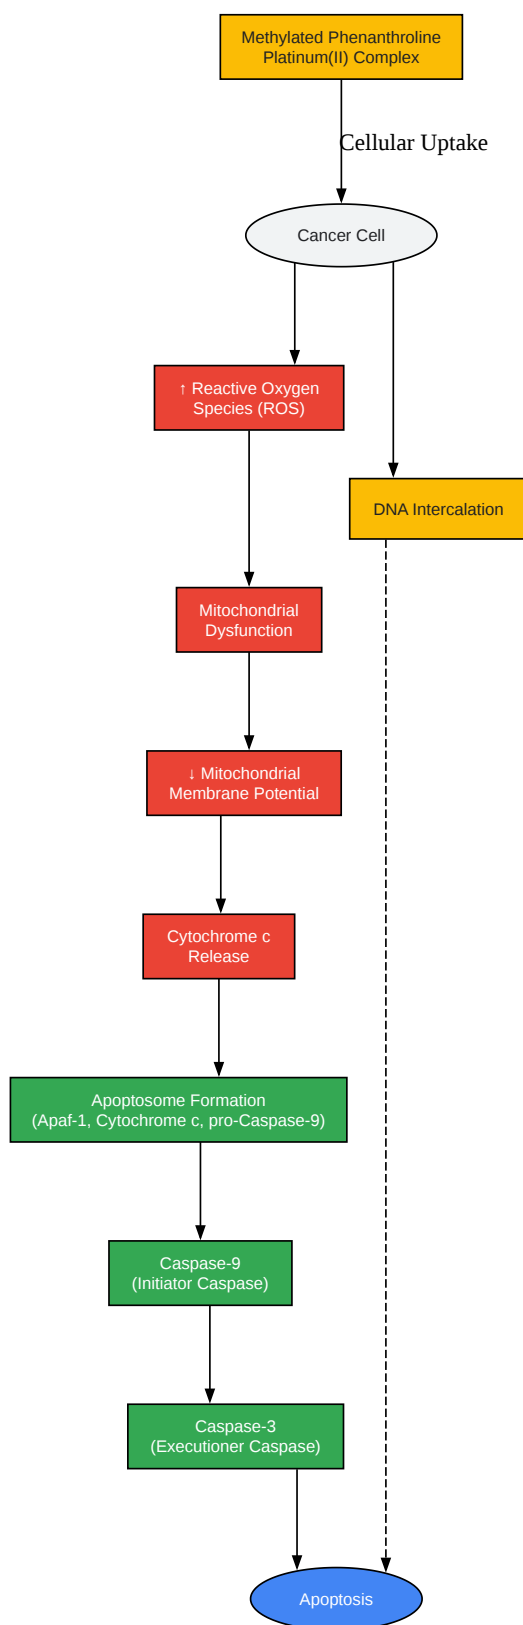 Methylated Phenanthroline
Platinum(II) Complex
Cellular Uptake
Cancer Cell
↑ Reactive Oxygen
Species (ROS)
DNA Intercalation
Mitochondrial
Dysfunction
↓ Mitochondrial
Membrane Potential
Cytochrome c
Release
Apoptosome Formation
(Apaf-1, Cytochrome c, pro-Caspase-9)
Caspase-9
(Initiator Caspase)
Caspase-3
(Executioner Caspase)
Apoptosis